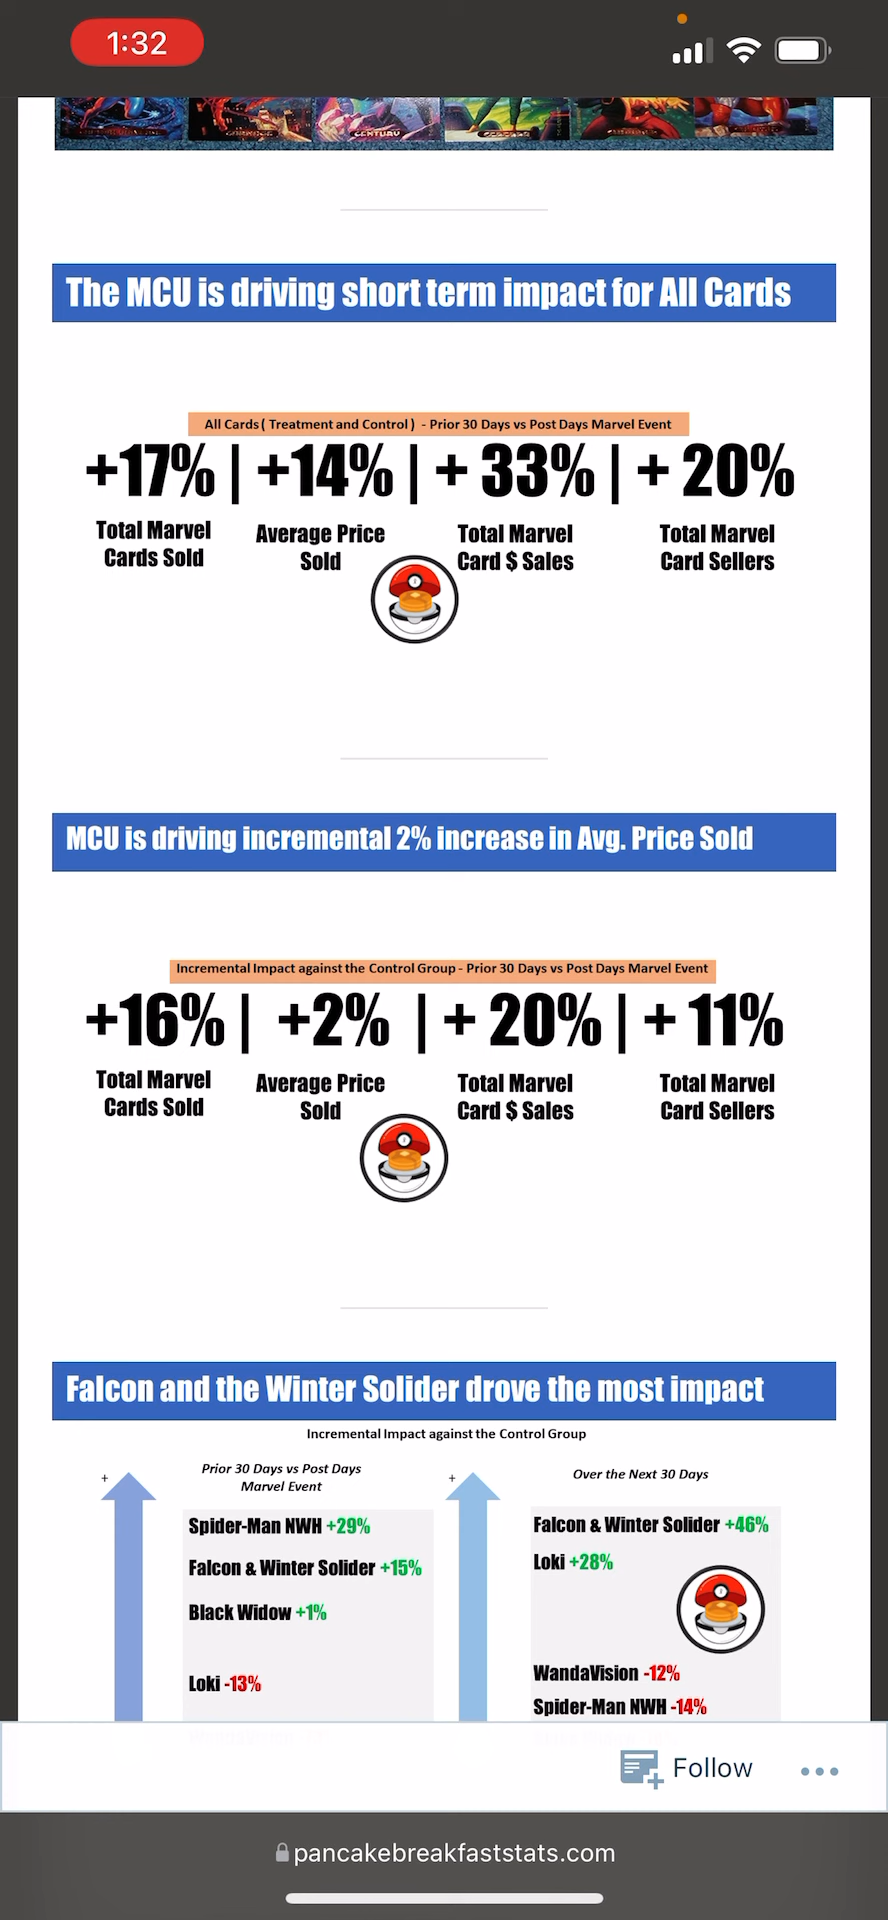 1:32
CENTURY
The MCU is driving short term impact for All Cards
All Cards ( Treatment and Control ) - Prior 30 Days vs Post Days Marvel Event
+17% | +14% | + 33% | + 20%
Total Marvel
Cards Sold
Average Price
Sold
Total Marvel
Card $ Sales
Total Marvel
Card Sellers
MCU is driving incremental 2% increase in Avg. Price Sold
Incremental Impact against the Control Group - Prior 30 Days vs Post Days Marvel Event
+16% | +2% | + 20% | + 11%
Total Marvel
Cards Sold
Average Price
Sold
Total Marvel
Card $ Sales
Total Marvel
Card Sellers
Falcon and the Winter Solider drove the most impact
Incremental Impact against the Control Group
+
Prior 30 Days vs Post Days
Marvel Event
Spider-Man NWH +29%
Falcon & Winter Solider +15%
Black Widow +1%
Loki -13%
+
Over the Next 30 Days
Falcon & Winter Solider +46%
Loki +28%
WandaVision -12%
Spider-Man NWH -14%
Follow
pancakebreakfaststats.com